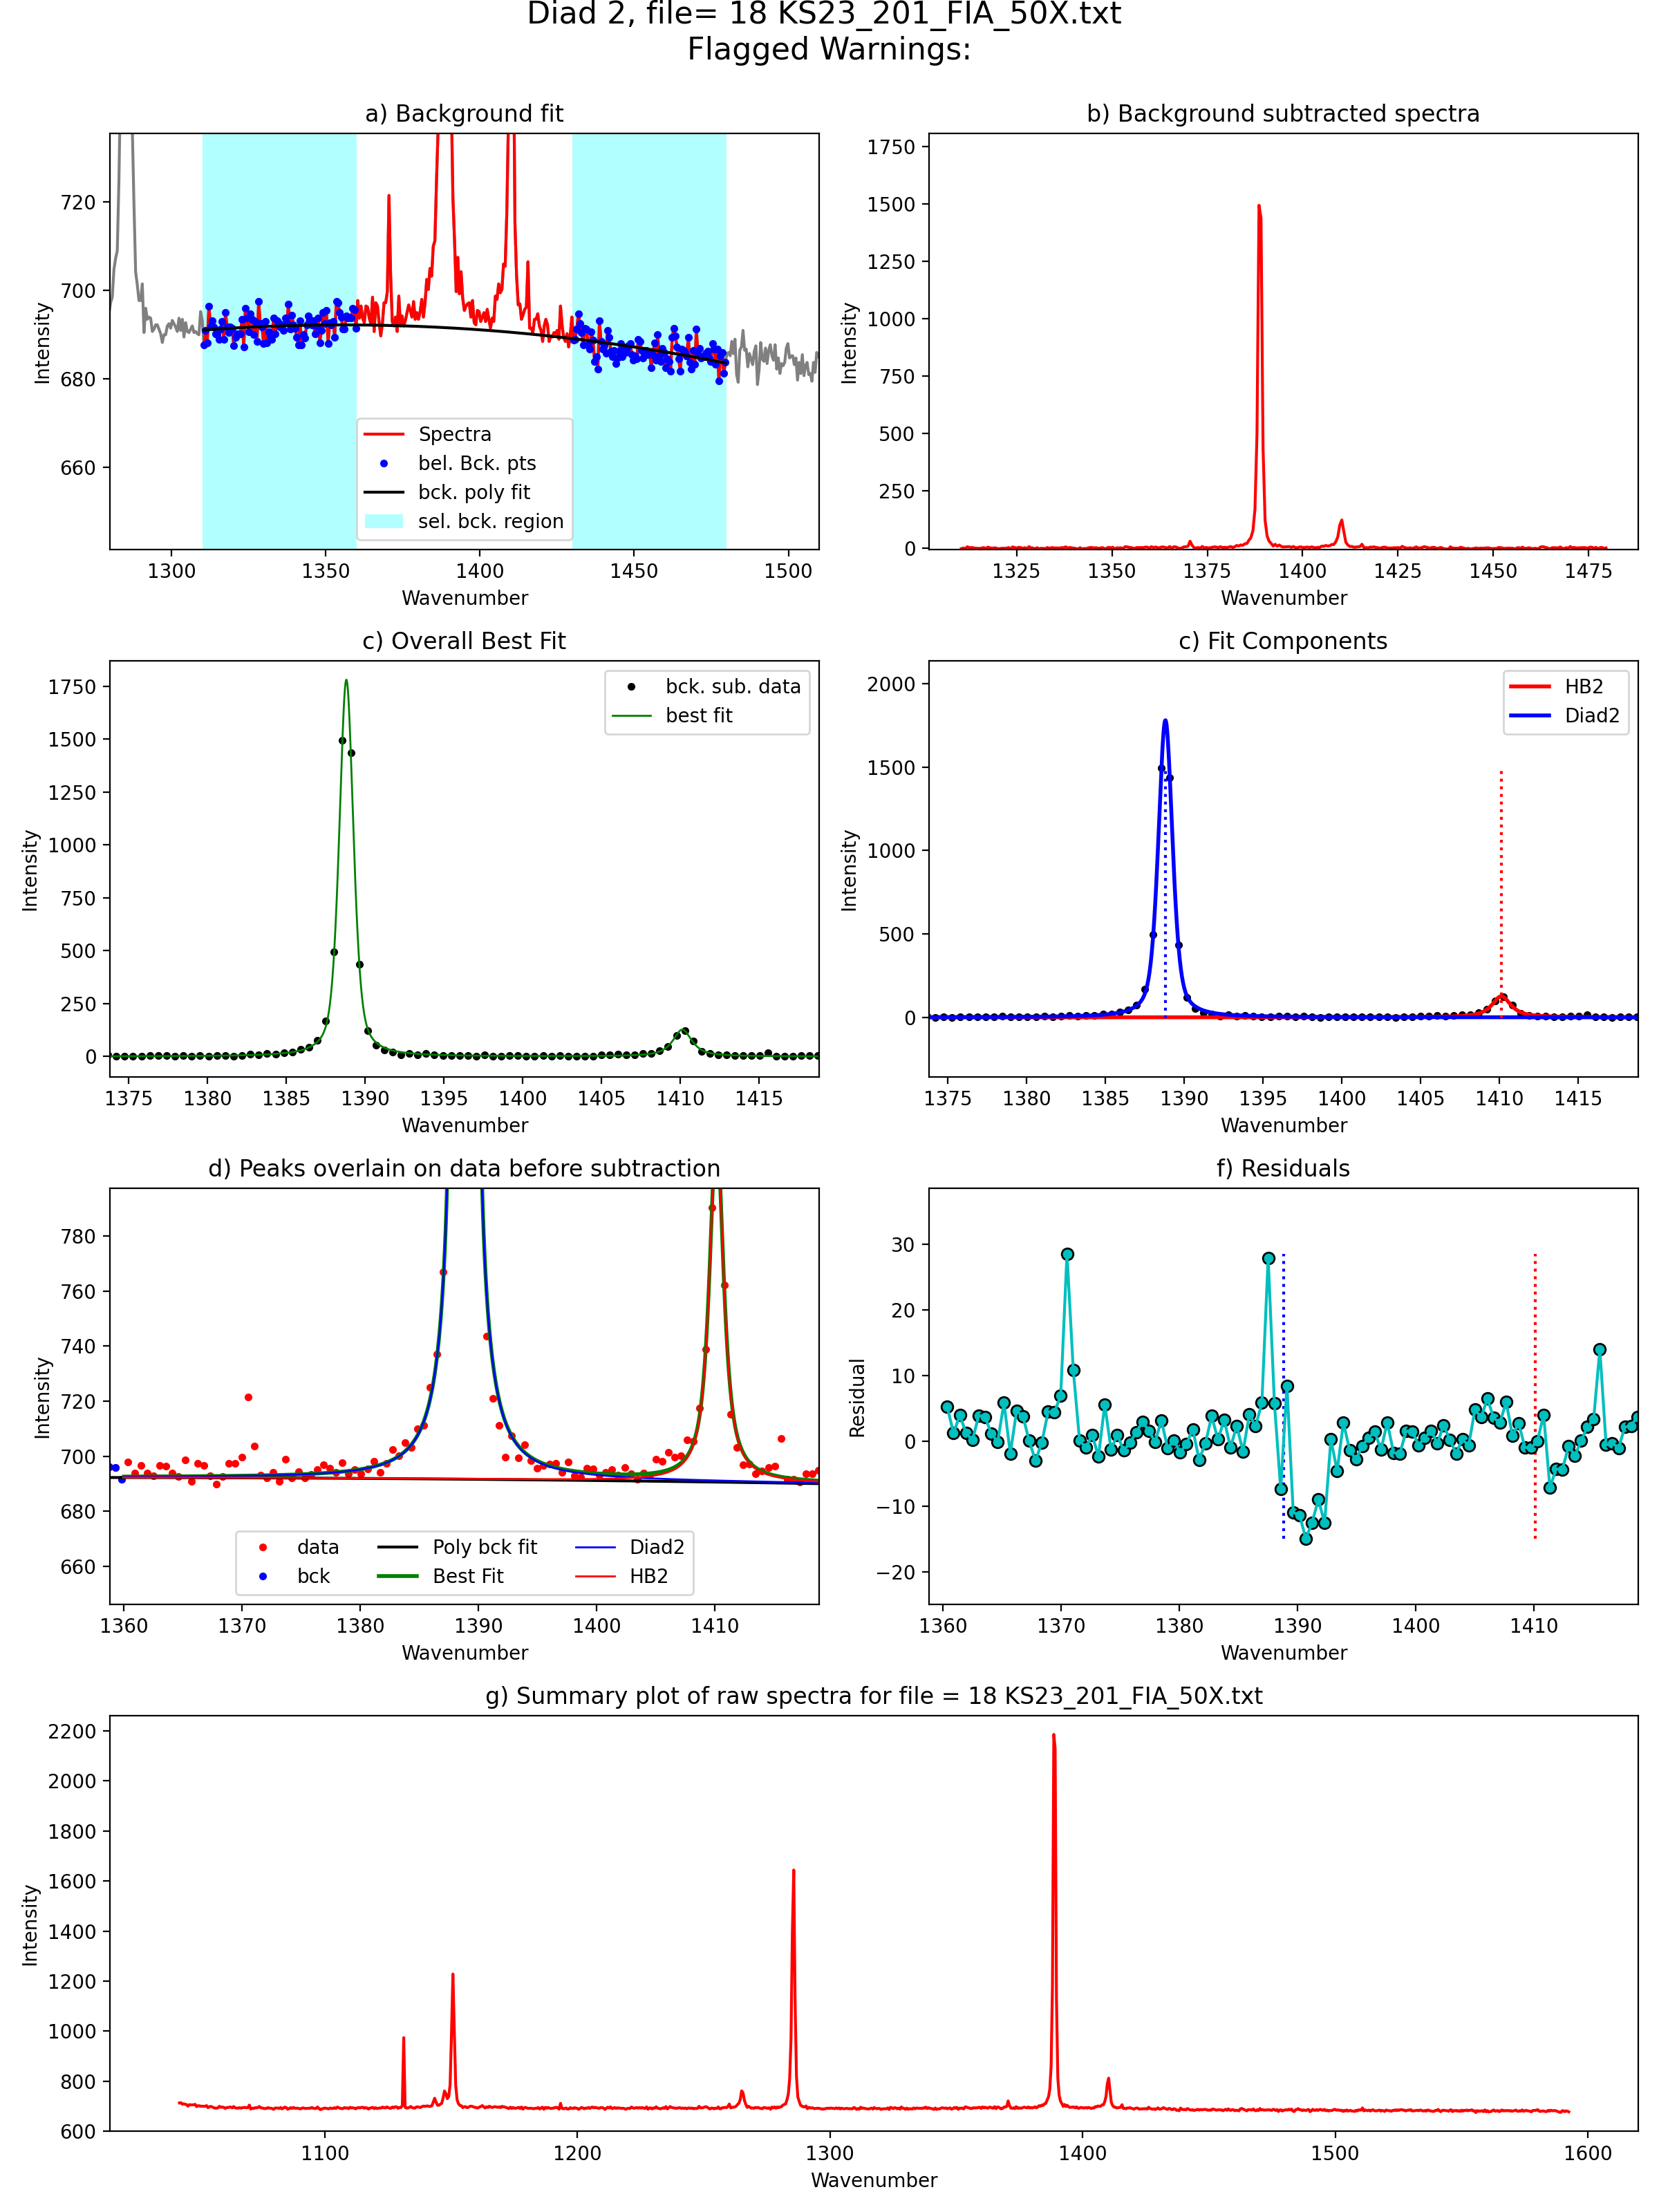 Diad 2, file= 18 KS23_201_FIA_50X.txt
Flagged Warnings:
a) Background fit
Intensity
720
700
680
660
Spectra
bel. Bck. pts
bck. poly fit
sel. bck. region
1300 1350 1400 1450 1500
Wavenumber
b) Background subtracted spectra
Intensity
1750
1500
1250
1000
750
500
250
0
1325 1350 1375 1400 1425 1450 1475
Wavenumber
c) Overall Best Fit
Intensity
1750
1500
1250
1000
750
500
250
0
bck. sub. data
best fit
1375 1380 1385 1390 1395 1400 1405 1410 1415
Wavenumber
c) Fit Components
Intensity
2000
1500
1000
500
0
HB2
Diad2
1375 1380 1385 1390 1395 1400 1405 1410 1415
Wavenumber
d) Peaks overlain on data before subtraction
Intensity
780
760
740
720
700
680
660
data
bck
Poly bck fit
Best Fit
Diad2
HB2
1360 1370 1380 1390 1400 1410
Wavenumber
f) Residuals
Residual
30
20
10
0
−10
−20
1360 1370 1380 1390 1400 1410
Wavenumber
g) Summary plot of raw spectra for file = 18 KS23_201_FIA_50X.txt
Intensity
2200
2000
1800
1600
1400
1200
1000
800
600
1100 1200 1300 1400 1500 1600
Wavenumber